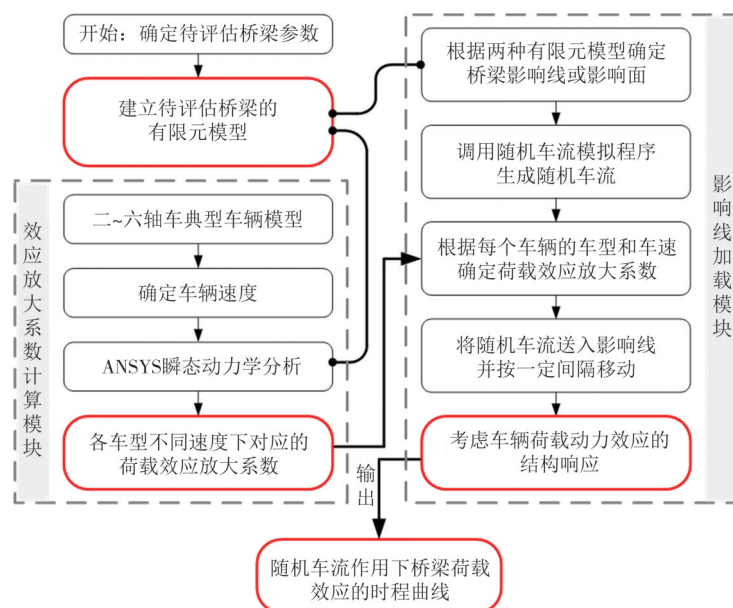 开始：确定待评估桥梁参数
建立待评估桥梁的
有限元模型
效应放大系数计算模块
二~六轴车典型车辆模型
确定车辆速度
ANSYS瞬态动力学分析
各车型不同速度下对应的
荷载效应放大系数
根据两种有限元模型确定
桥梁影响线或影响面
调用随机车流模拟程序
生成随机车流
根据每个车辆的车型和车速
确定荷载效应放大系数
将随机车流送入影响线
并按一定间隔移动
考虑车辆荷载动力效应的
结构响应
影响线加载模块
输出
随机车流作用下桥梁荷载
效应的时程曲线